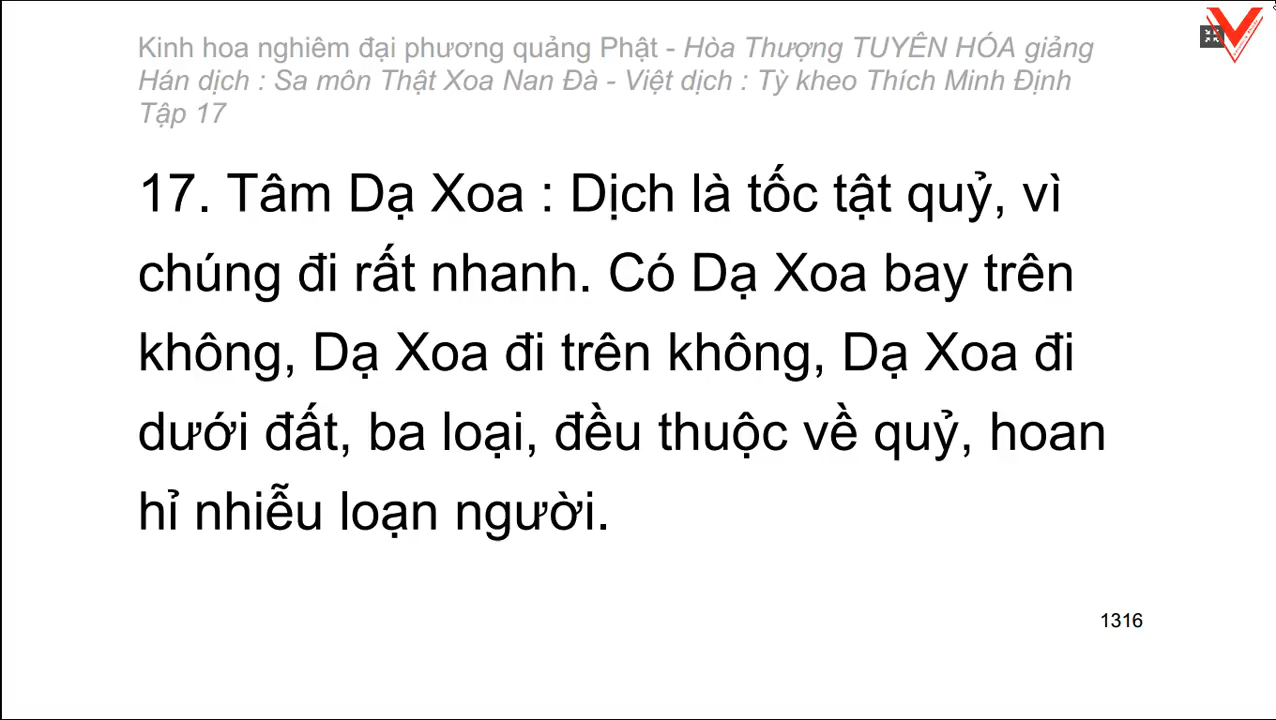 Kinh hoa nghiêm đại phương quảng Phật - Hòa Thượng TUYÊN HÓA giảng
Hán dịch : Sa môn Thật Xoa Nan Đà - Việt dịch : Tỳ kheo Thích Minh Định
Tập 17
17. Tâm Dạ Xoa : Dịch là tốc tật quỷ, vì
chúng đi rất nhanh. Có Dạ Xoa bay trên
không, Dạ Xoa đi trên không, Dạ Xoa đi
dưới đất, ba loại, đều thuộc về quỷ, hoan
hỉ nhiễu loạn người.
1316